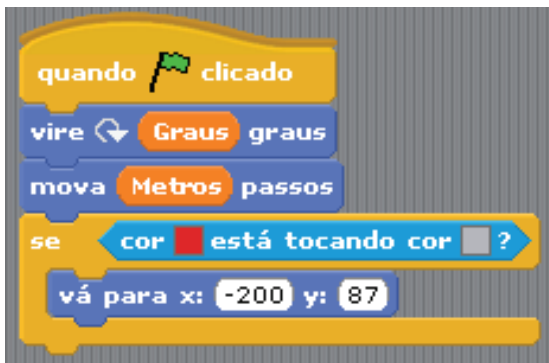 quando clicado
vire Graus graus
mova Metros passos
se cor está tocando cor ?
vá para x: -200 y: 87